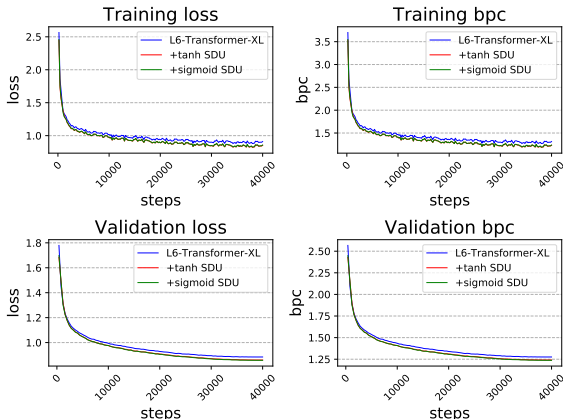 Training loss
2.5
2.0
1.5
1.0
loss
L6-Transformer-XL
+tanh SDU
+sigmoid SDU
0
10000
20000
30000
40000
steps
Training bpc
3.5
3.0
2.5
2.0
1.5
bpc
L6-Transformer-XL
+tanh SDU
+sigmoid SDU
0
10000
20000
30000
40000
steps
Validation loss
1.8
1.6
1.4
1.2
1.0
loss
L6-Transformer-XL
+tanh SDU
+sigmoid SDU
0
10000
20000
30000
40000
steps
Validation bpc
2.50
2.25
2.00
1.75
1.50
1.25
bpc
L6-Transformer-XL
+tanh SDU
+sigmoid SDU
0
10000
20000
30000
40000
steps